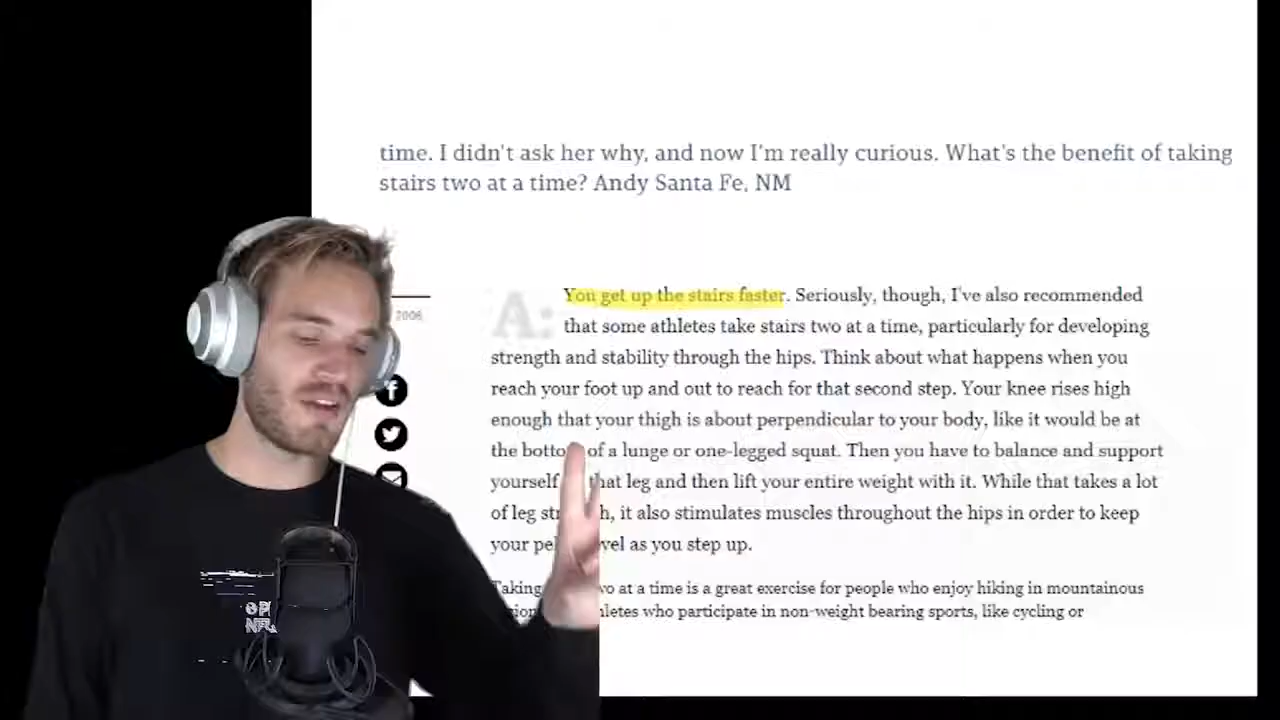 time. I didn't ask her why, and now I'm really curious. What's the benefit of taking
stairs two at a time? Andy Santa Fe, NM
2006
A:
You get up the stairs faster. Seriously, though, I've also recommended
that some athletes take stairs two at a time, particularly for developing
strength and stability through the hips. Think about what happens when you
reach your foot up and out to reach for that second step. Your knee rises high
enough that your thigh is about perpendicular to your body, like it would be at
the of a lunge or one-legged squat. Then you have to balance and support
yourself that leg and then lift your entire weight with it. While that takes a lot
of leg it also stimulates muscles throughout the hips in order to keep
your as you step up.
Taking at a time is a great exercise for people who enjoy hiking in mountainous
who participate in non-weight bearing sports, like cycling or